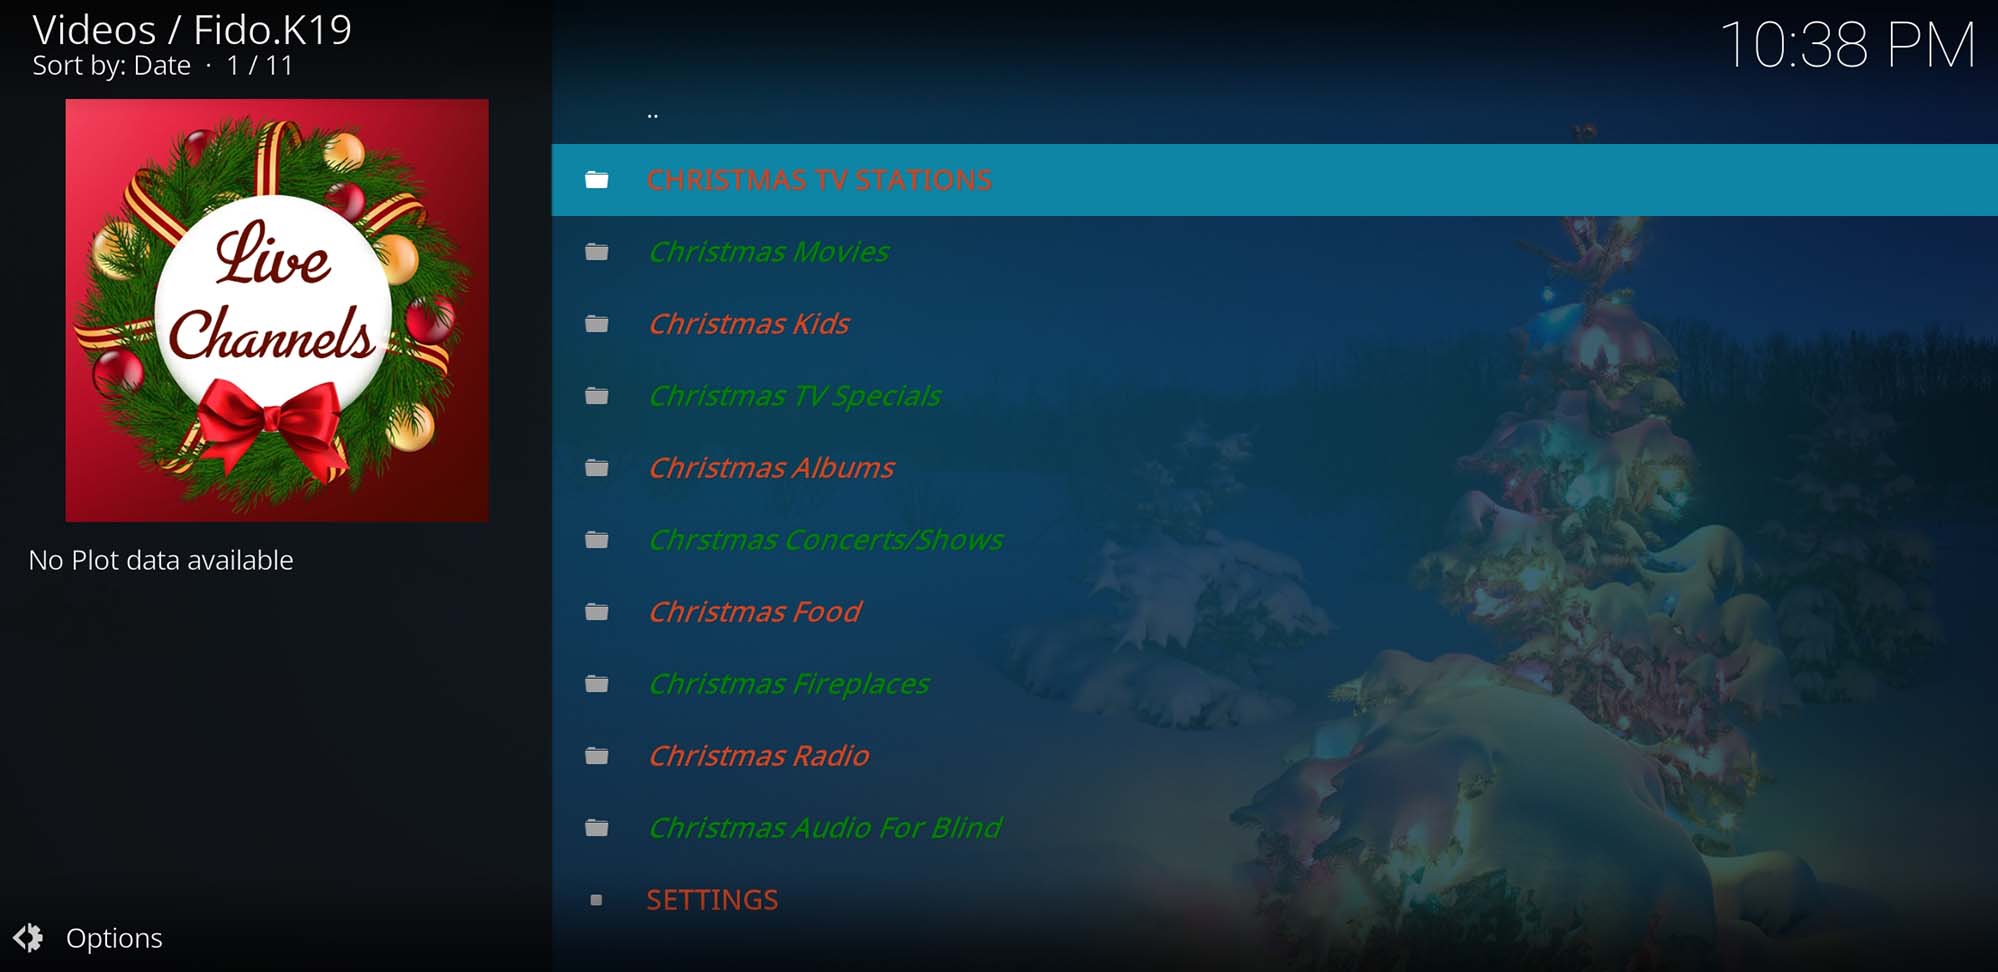 Videos / Fido.K19
Sort by: Date · 1 / 11
10:38 PM
Live
Channels
No Plot data available
..
CHRISTMAS TV STATIONS
Christmas Movies
Christmas Kids
Christmas TV Specials
Christmas Albums
Chrstmas Concerts/Shows
Christmas Food
Christmas Fireplaces
Christmas Radio
Christmas Audio For Blind
SETTINGS
Options